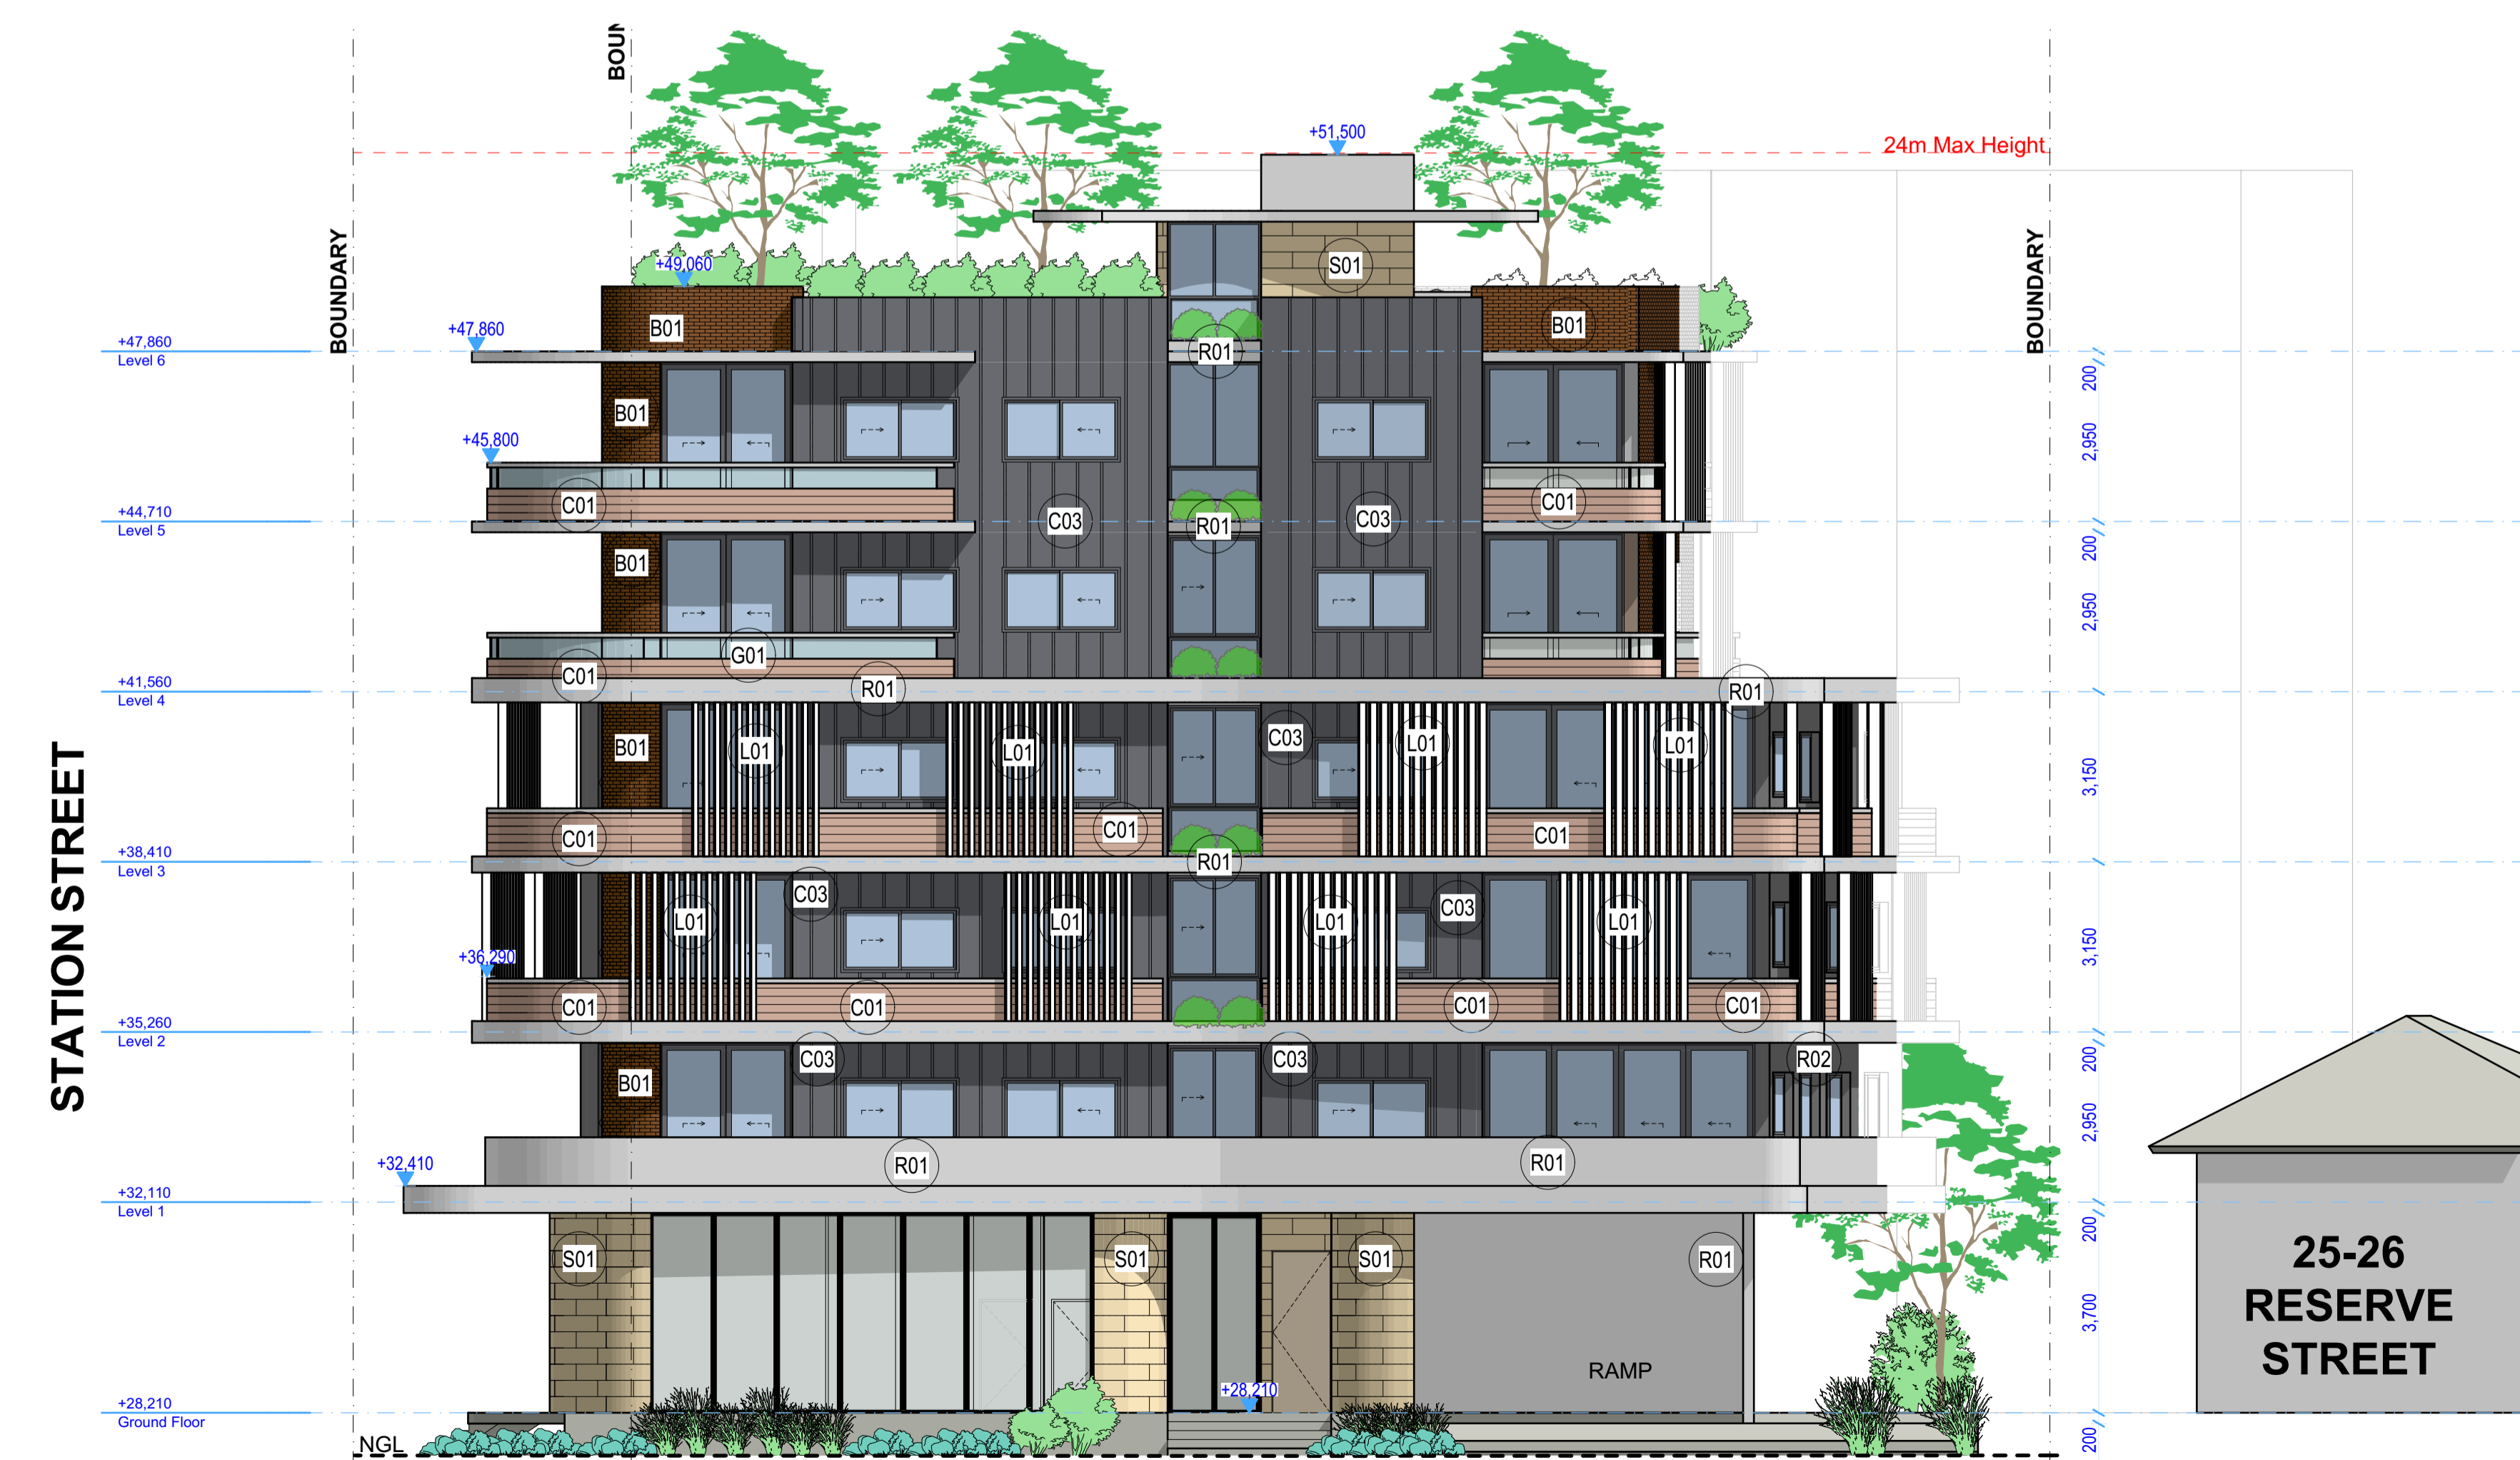 BOUN
+51,500
24m Max Height
BOUNDARY
BOUNDARY
+49,060
S01
B01
B01
+47,860
+47,860
Level 6
R01
200
B01
+45,800
2,950
C01
C01
+44,710
Level 5
C03
R01
C03
200
B01
2,950
G01
C01
R01
R01
+41,560
Level 4
B01
L01
L01
C03
L01
L01
3,150
C01
C01
C01
+38,410
Level 3
R01
STATION STREET
C03
C03
L01
L01
L01
L01
3,150
+36,290
C01
C01
C01
C01
+35,260
Level 2
C03
C03
R02
200
B01
2,950
+32,410
R01
R01
+32,110
Level 1
200
S01
S01
S01
R01
25-26
RESERVE
STREET
3,700
RAMP
+28,210
+28,210
Ground Floor
NGL
200